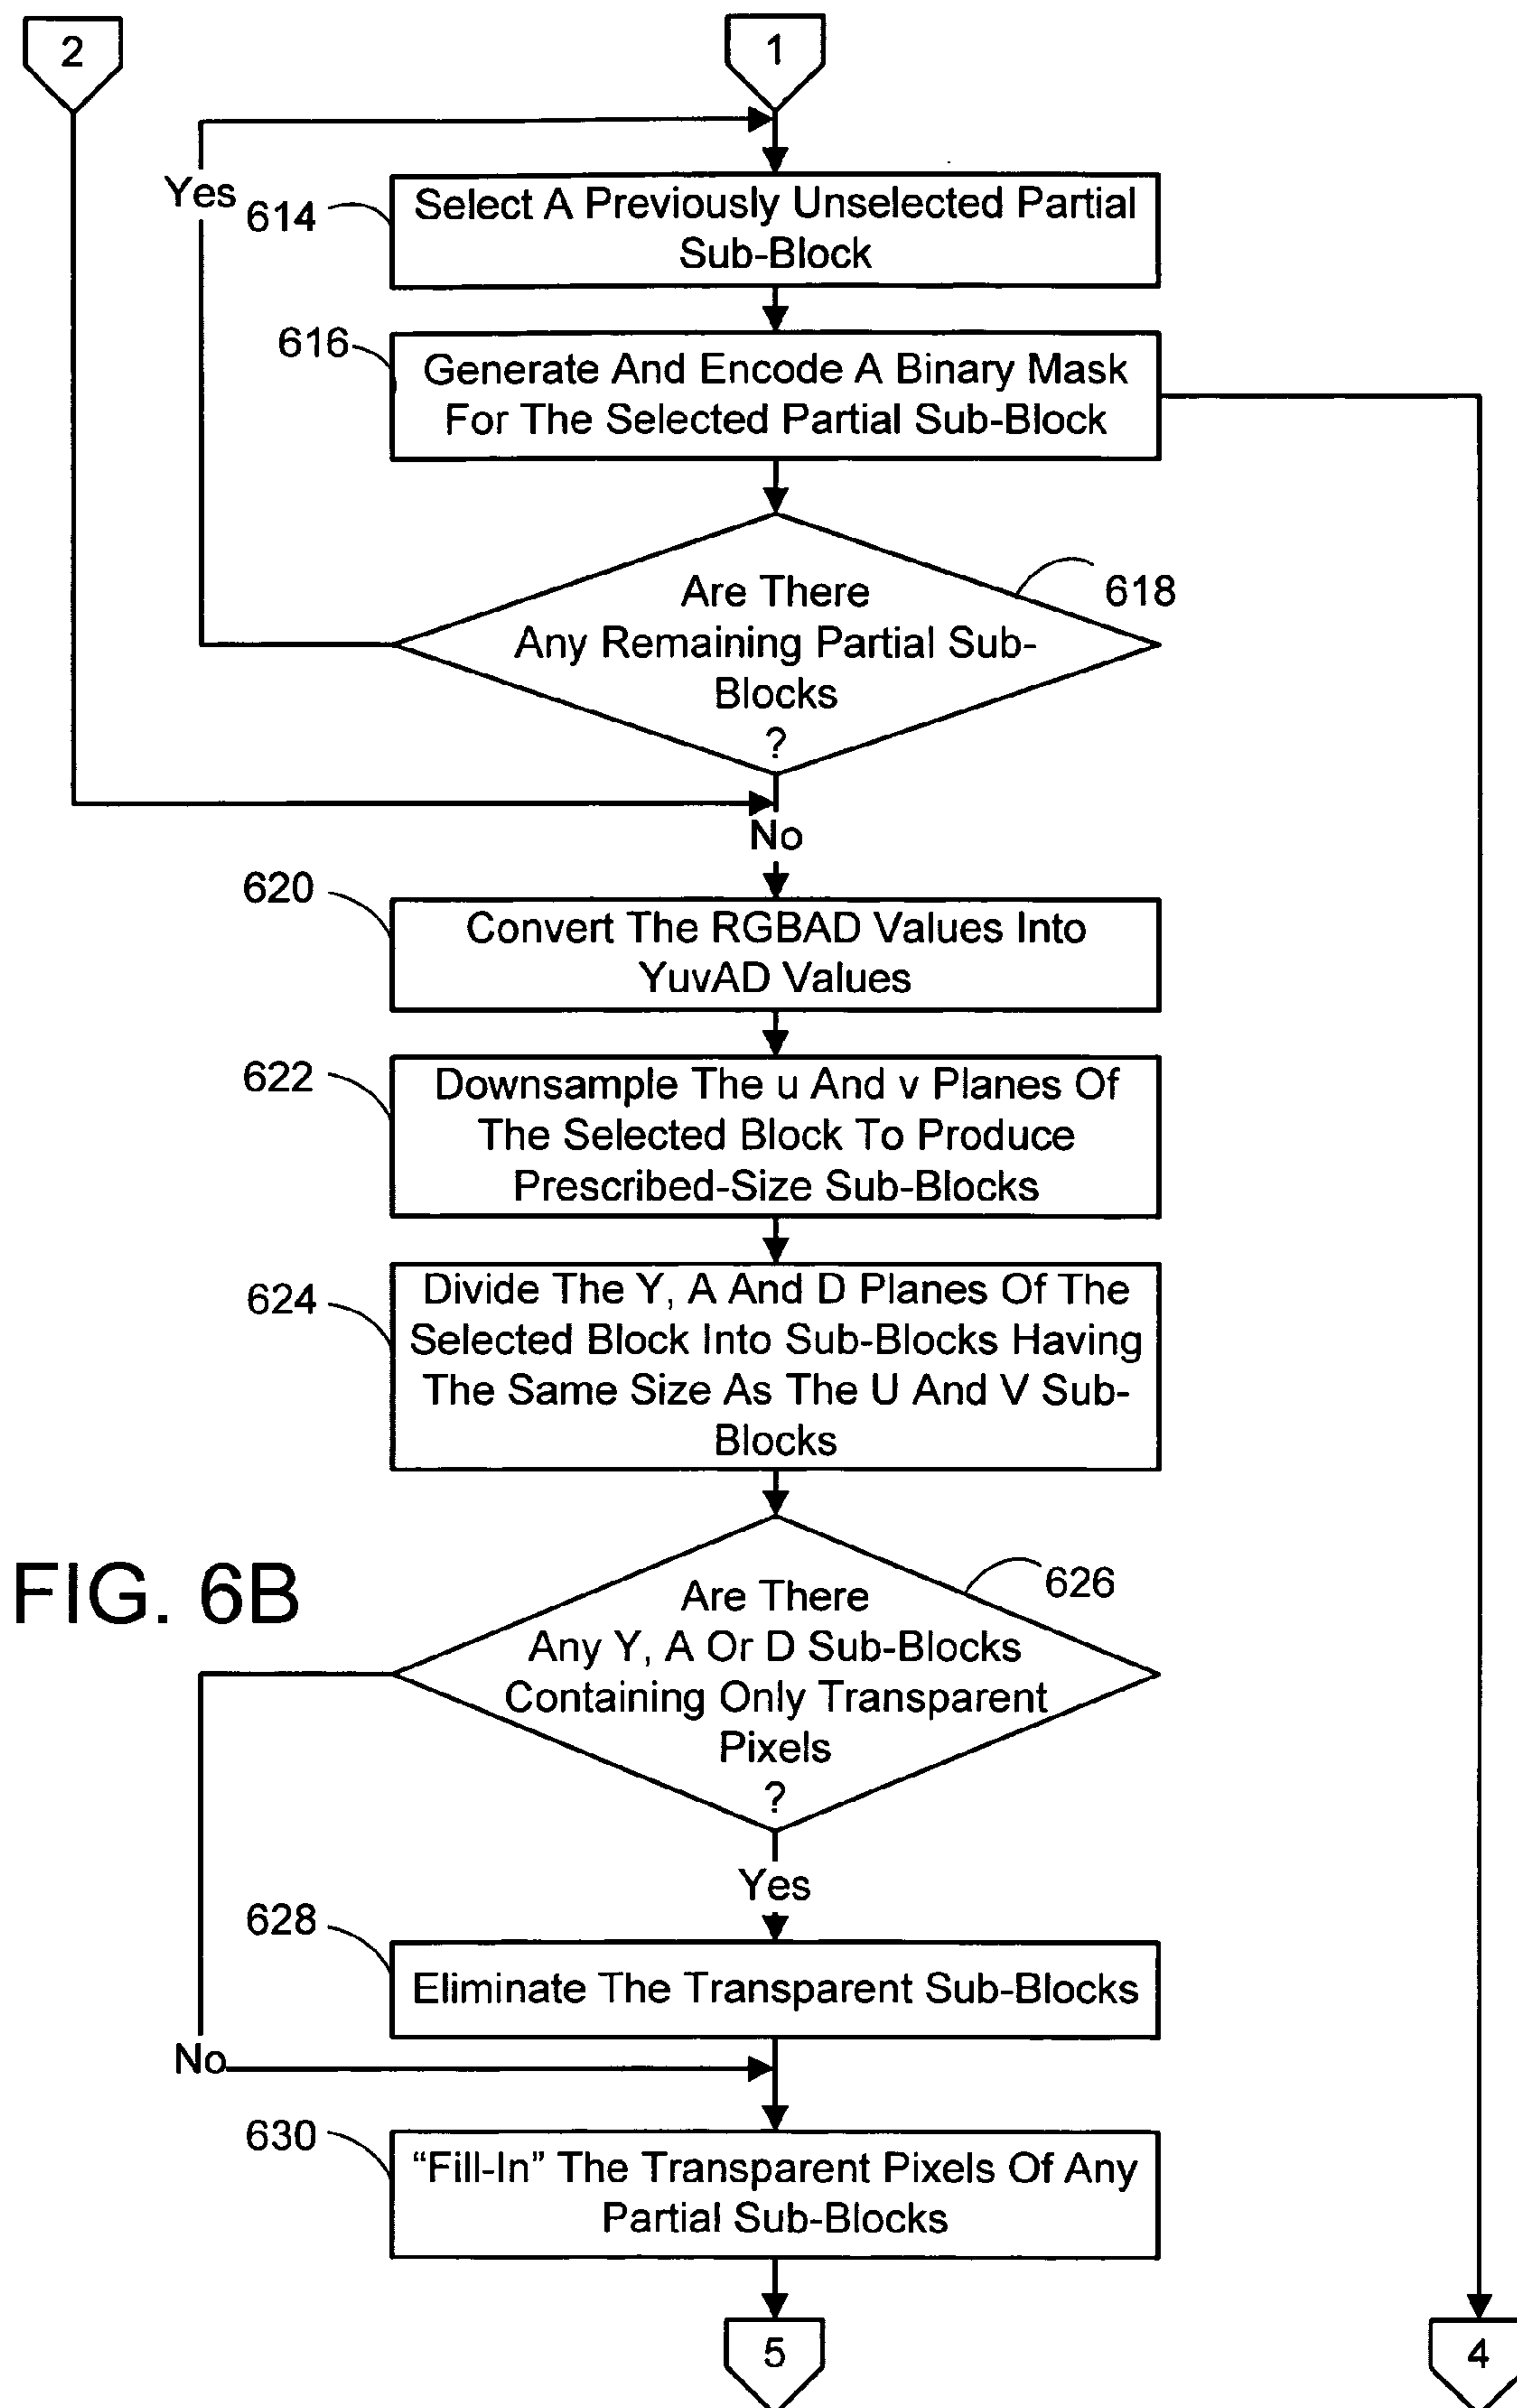 2
1
Yes
614
Select A Previously Unselected Partial
Sub-Block
616
Generate And Encode A Binary Mask
For The Selected Partial Sub-Block
Are There
Any Remaining Partial Sub-
Blocks
?
618
No
620
Convert The RGBAD Values Into
YuvAD Values
622
Downsample The u And v Planes Of
The Selected Block To Produce
Prescribed-Size Sub-Blocks
624
Divide The Y, A And D Planes Of The
Selected Block Into Sub-Blocks Having
The Same Size As The U And V Sub-
Blocks
FIG. 6B
626
Are There
Any Y, A Or D Sub-Blocks
Containing Only Transparent
Pixels
?
Yes
628
Eliminate The Transparent Sub-Blocks
No
630
“Fill-In” The Transparent Pixels Of Any
Partial Sub-Blocks
5
4